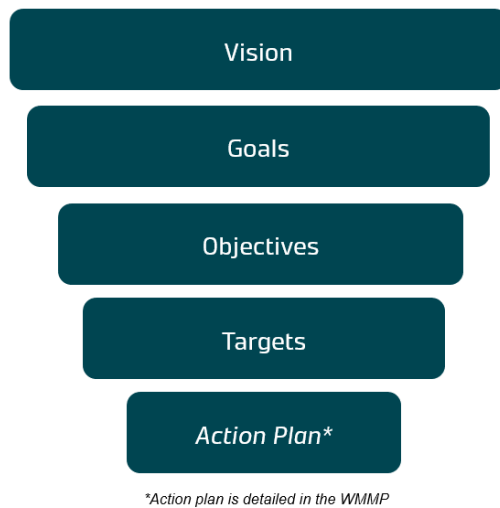 Vision
Goals
Objectives
Targets
Action Plan*
*Action plan is detailed in the WMMP